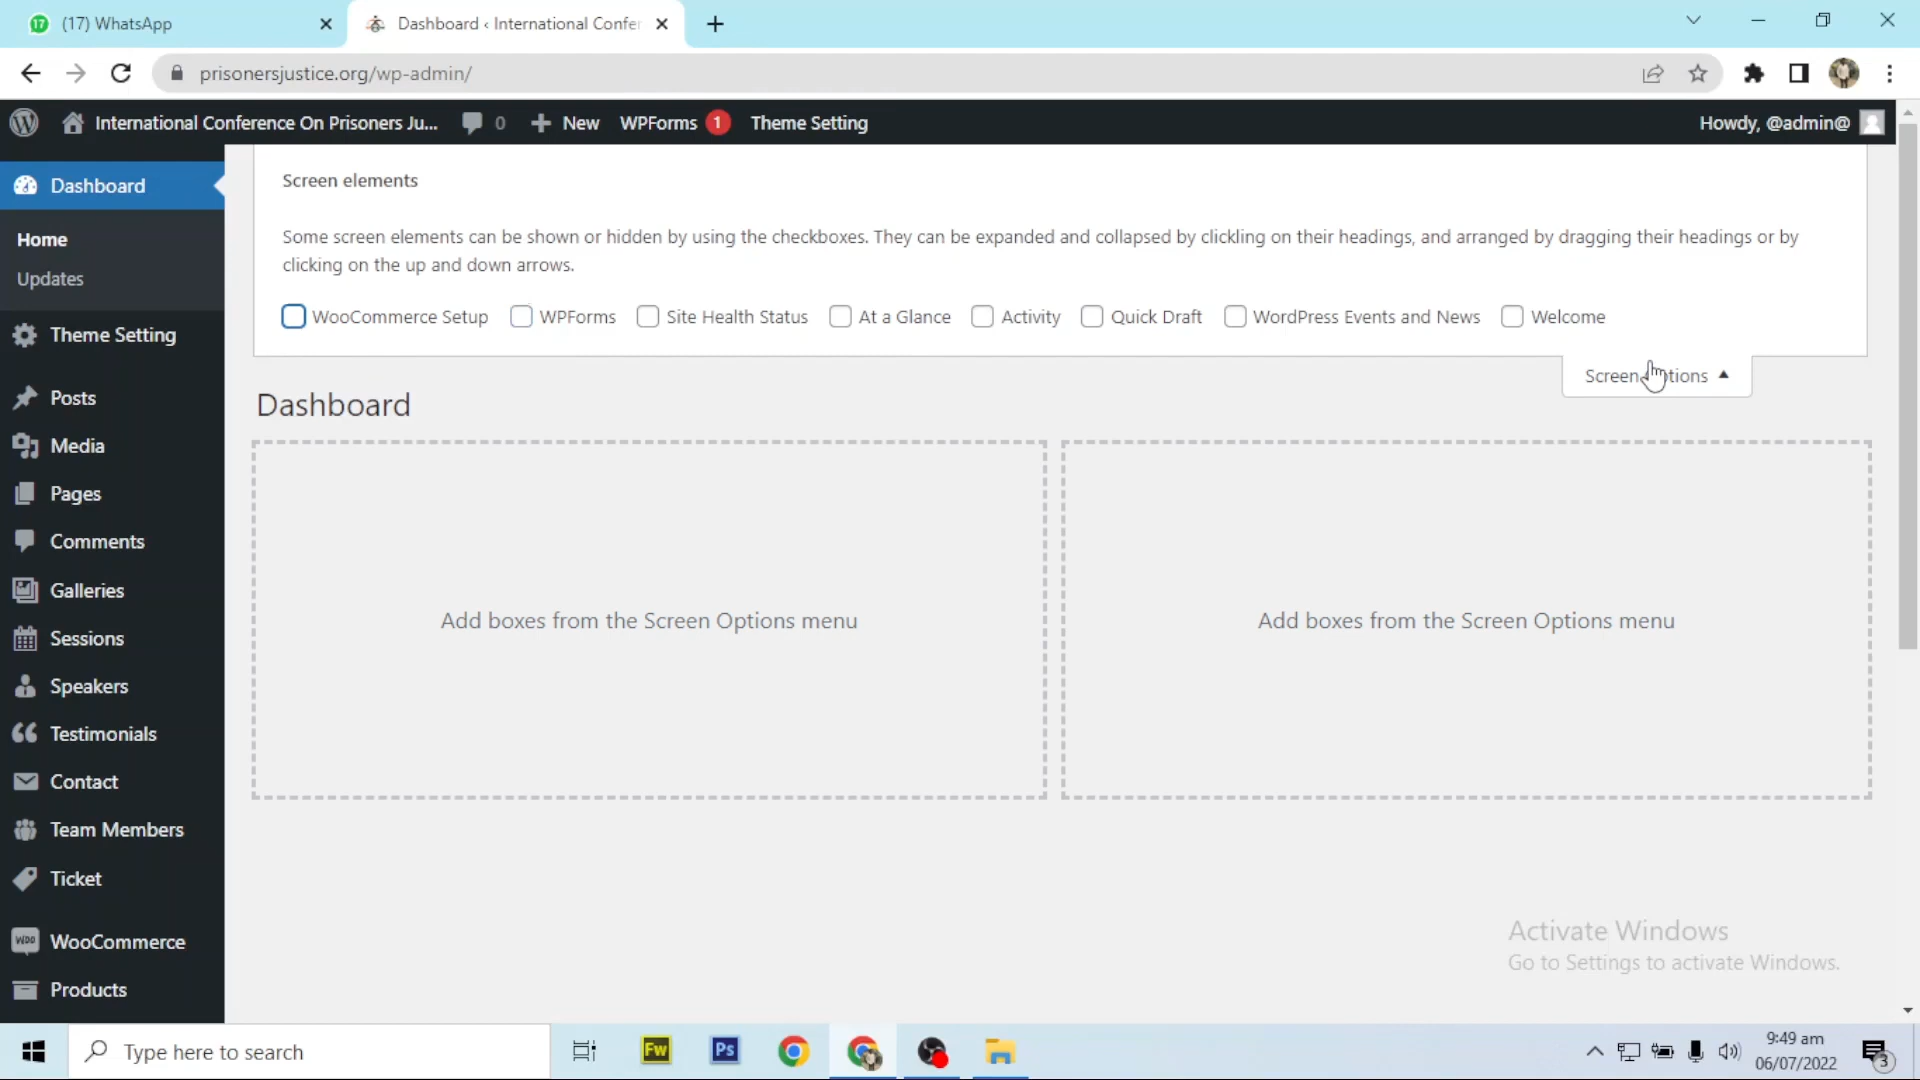 (17) WhatsApp
Dashboard ‹ International Confer
prisonersjustice.org/wp-admin/
International Conference On Prisoners Ju...
0
New
WPForms
1
Theme Setting
Howdy, @admin@
Dashboard
Home
Updates
Theme Setting
Posts
Media
Pages
Comments
Galleries
Sessions
Speakers
Testimonials
Contact
Team Members
Ticket
WooCommerce
Products
Screen elements
Some screen elements can be shown or hidden by using the checkboxes. They can be expanded and collapsed by clickling on their headings, and arranged by dragging their headings or by
clicking on the up and down arrows.
WooCommerce Setup
WPForms
Site Health Status
At a Glance
Activity
Quick Draft
WordPress Events and News
Welcome
Screen Options
Dashboard
Add boxes from the Screen Options menu
Add boxes from the Screen Options menu
Activate Windows
Go to Settings to activate Windows.
Type here to search
Fw
Ps
9:49 am
06/07/2022
3